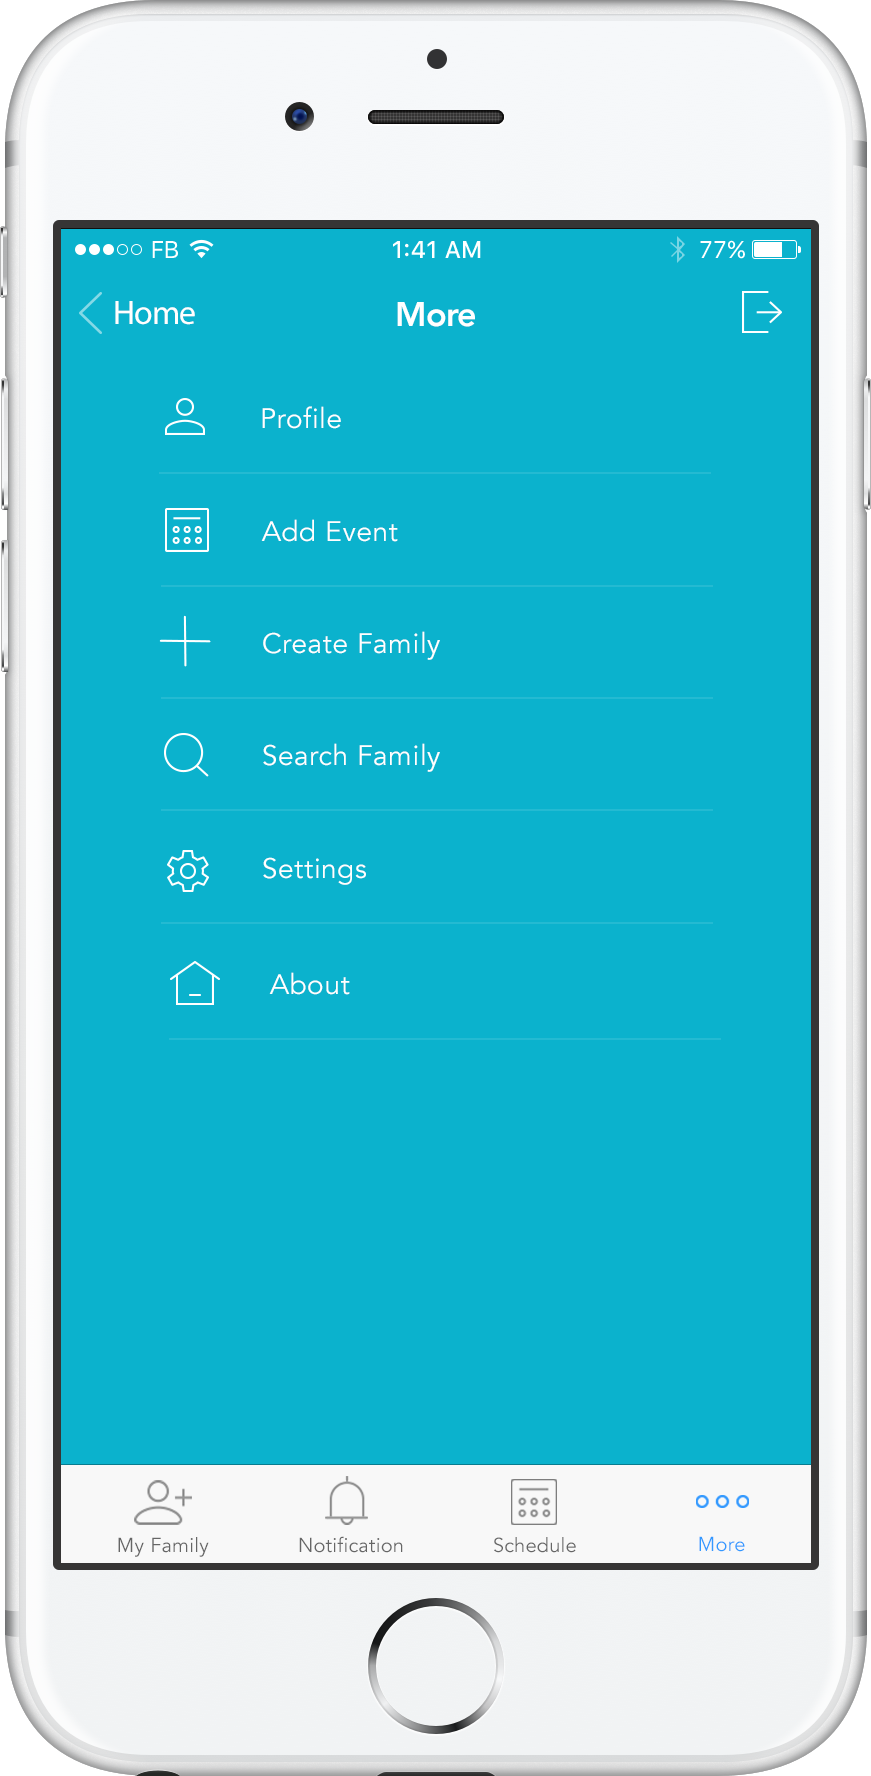 FB 1:41 AM 77%
Home More
Profile
Add Event
Create Family
Search Family
Settings
About
My Family Notification Schedule More